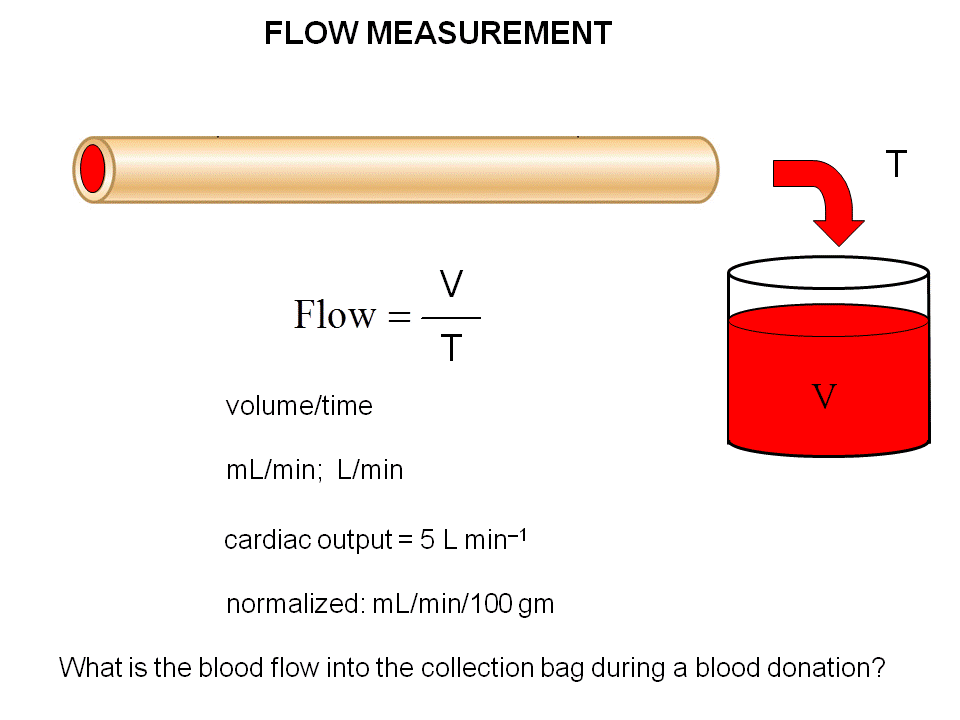 FLOW MEASUREMENT
T
Flow = V / T
V
volume/time
mL/min; L/min
cardiac output = 5 L min⁻¹
normalized: mL/min/100 gm
What is the blood flow into the collection bag during a blood donation?